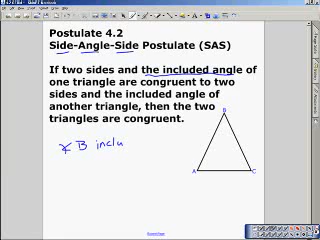 Postulate 4.2
Side-Angle-Side Postulate (SAS)
If two sides and the included angle of
one triangle are congruent to two
sides and the included angle of
another triangle, then the two
triangles are congruent.
B
∠ B inclu
A
C